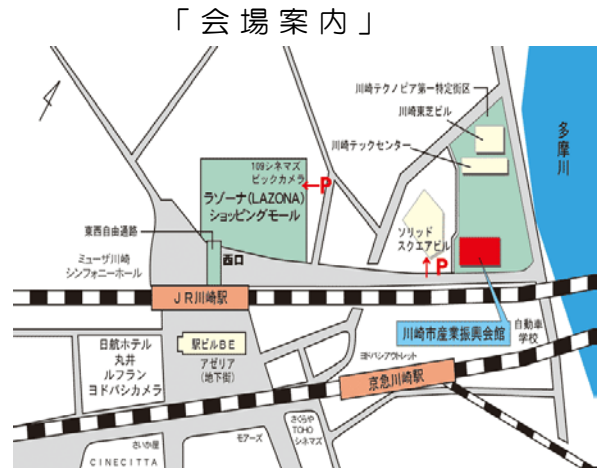 「会場案内」
川崎テクノピア第一特定街区
川崎東芝ビル
川崎テックセンター
多摩川
109シネマズ
ビックカメラ
ラゾーナ(LAZONA)
ショッピングモール
←P
ソリッド
スクエアビル
↑P
東西自由通路
西口
ミューザ川崎
シンフォニーホール
JR川崎駅
川崎市産業振興会館
自動車
学校
日航ホテル
丸井
ルフラン
ヨドバシカメラ
駅ビルBE
アゼリア
(地下街)
ヨドバシアウトレット
京急川崎駅
さいか屋
CINECITTA
モアーズ
さくらや
TOHO
シネマズ